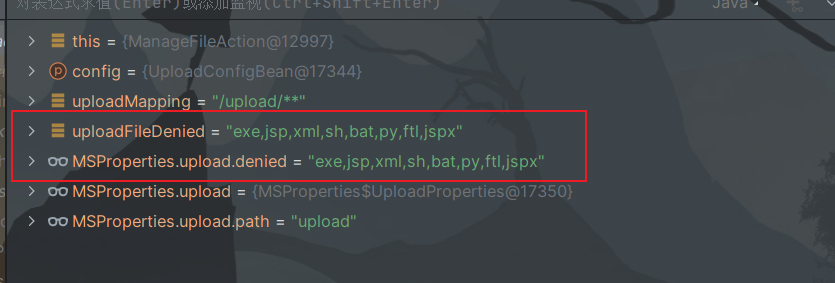 对表达式求值(Enter)或添加监视(Ctrl+Shift+Enter) Java
this = {ManageFileAction@12997}
config = {UploadConfigBean@17344}
uploadMapping = "/upload/**"
uploadFileDenied = "exe,jsp,xml,sh,bat,py,ftl,jspx"
MSProperties.upload.denied = "exe,jsp,xml,sh,bat,py,ftl,jspx"
MSProperties.upload = {MSProperties$UploadProperties@17350}
MSProperties.upload.path = "upload"